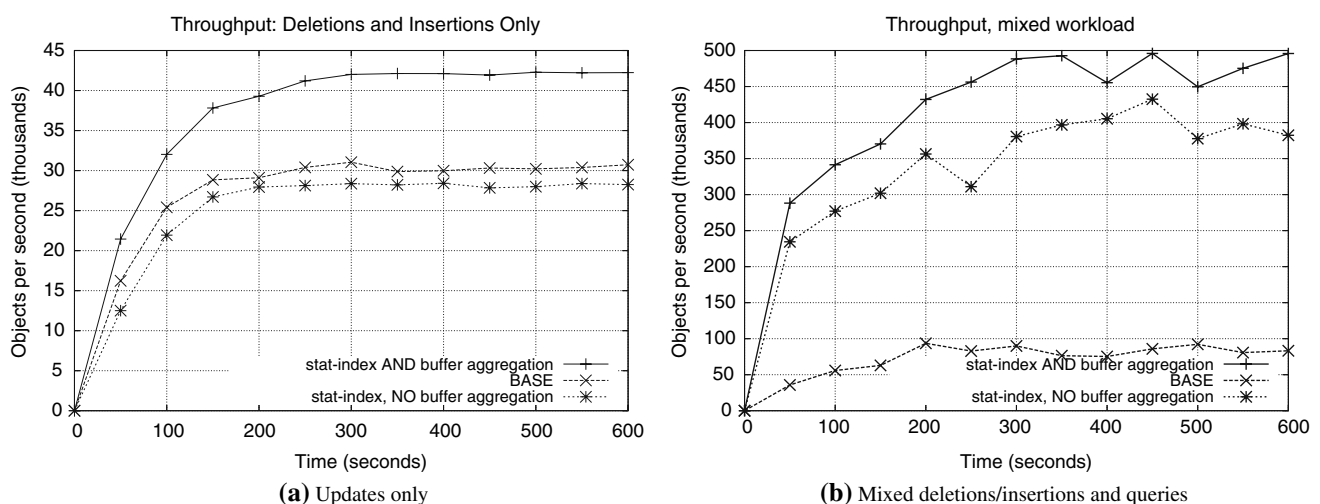 Throughput: Deletions and Insertions Only
45
40
35
30
25
20
15
10
5
0
Objects per second (thousands)
stat-index AND buffer aggregation
BASE
stat-index, NO buffer aggregation
0 100 200 300 400 500 600
Time (seconds)
(a) Updates only
Throughput, mixed workload
500
450
400
350
300
250
200
150
100
50
0
Objects per second (thousands)
stat-index AND buffer aggregation
BASE
stat-index, NO buffer aggregation
0 100 200 300 400 500 600
Time (seconds)
(b) Mixed deletions/insertions and queries